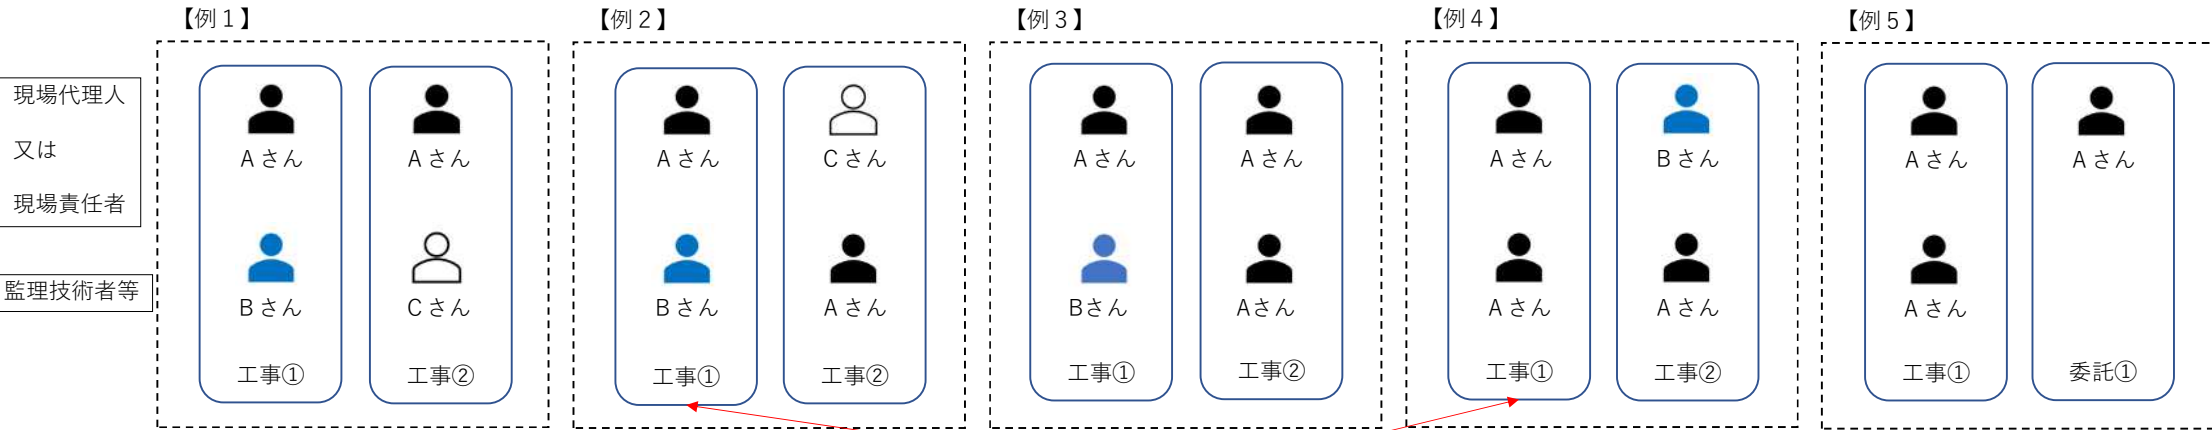 【例１】
【例２】
【例３】
【例４】
【例５】
現場代理人
又は
現場責任者
監理技術者等
Ａさん
Ｂさん
工事①
Ａさん
Ｃさん
工事②
Ａさん
Ｂさん
工事①
Ｃさん
Ａさん
工事②
Ａさん
Bさん
工事①
Ａさん
Aさん
工事②
Ａさん
Ａさん
工事①
Ｂさん
Ａさん
工事②
Ａさん
Ａさん
工事①
Ａさん
委託①